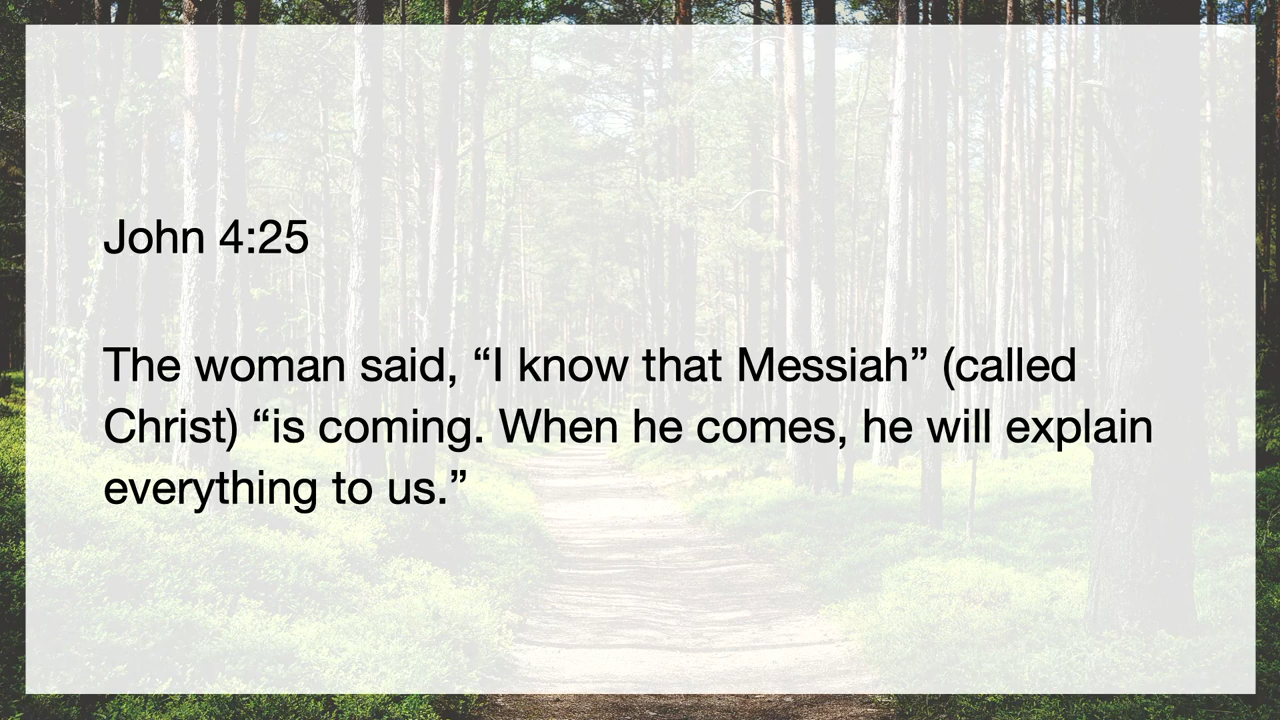 John 4:25
The woman said, “I know that Messiah” (called
Christ) “is coming. When he comes, he will explain
everything to us.”